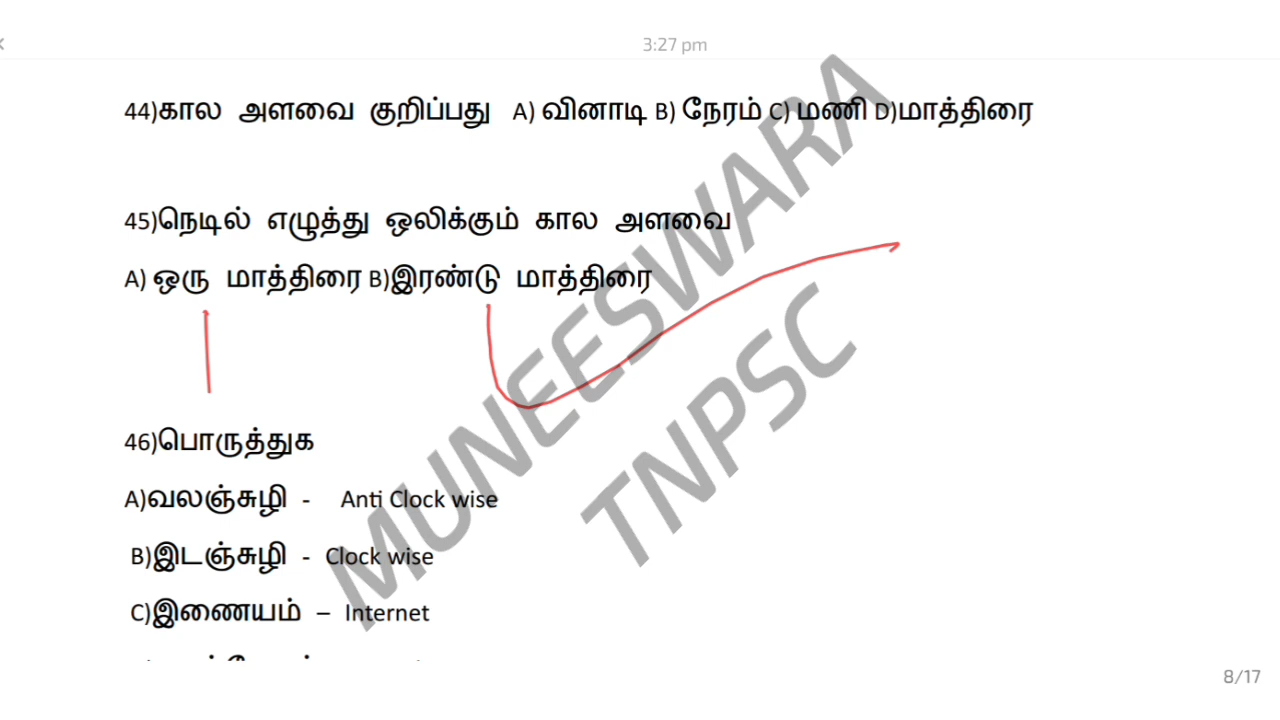 3:27 pm
44)கால அளவை குறிப்பது A) வினாடி B) நேரம் C) மணி D)மாத்திரை
45)நெடில் எழுத்து ஒலிக்கும் கால அளவை
A) ஒரு மாத்திரை B)இரண்டு மாத்திரை
46)பொருத்துக
A)வலஞ்சுழி - Anti Clock wise
B)இடஞ்சுழி - Clock wise
C)இணையம் – Internet
MUNEESWARA
TNPSC
8/17